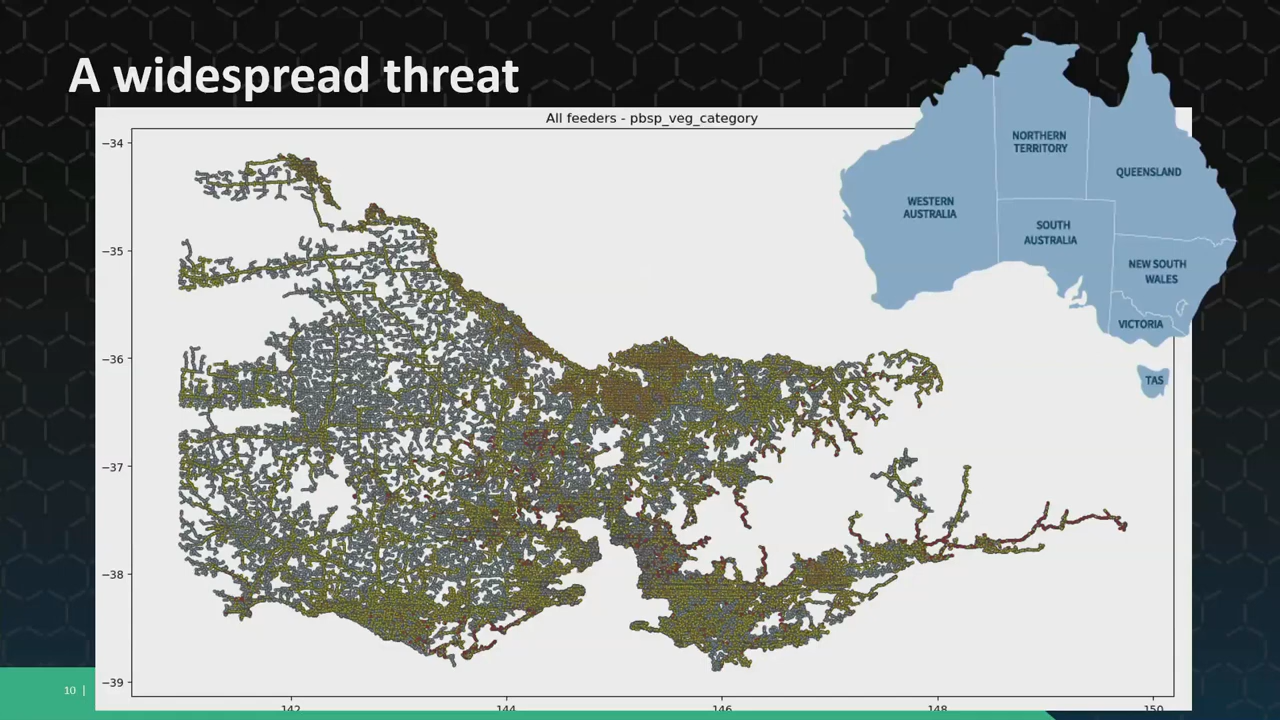 A widespread threat
All feeders - pbsp_veg_category
−34
−35
−36
−37
−38
−39
142
144
146
148
150
NORTHERN
TERRITORY
QUEENSLAND
WESTERN
AUSTRALIA
SOUTH
AUSTRALIA
NEW SOUTH
WALES
VICTORIA
TAS
10 |